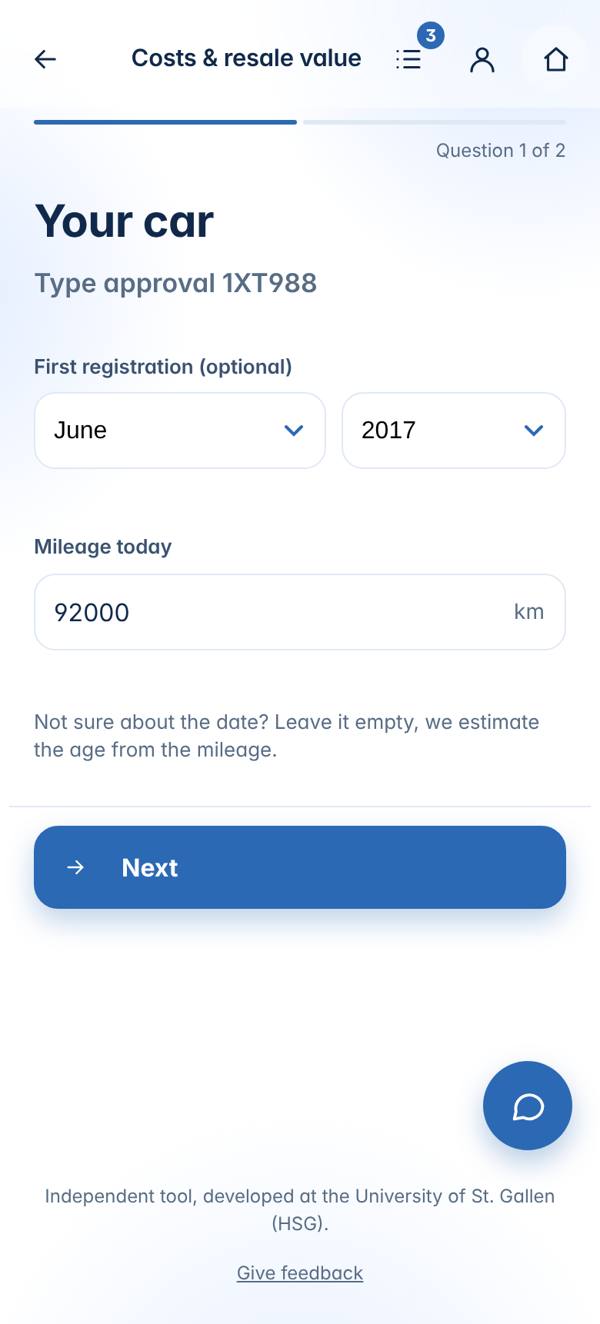 Costs & resale value
3
Question 1 of 2
Your car
Type approval 1XT988
First registration (optional)
June
2017
Mileage today
92000
km
Not sure about the date? Leave it empty, we estimate
the age from the mileage.
Next
Independent tool, developed at the University of St. Gallen
(HSG).
Give feedback